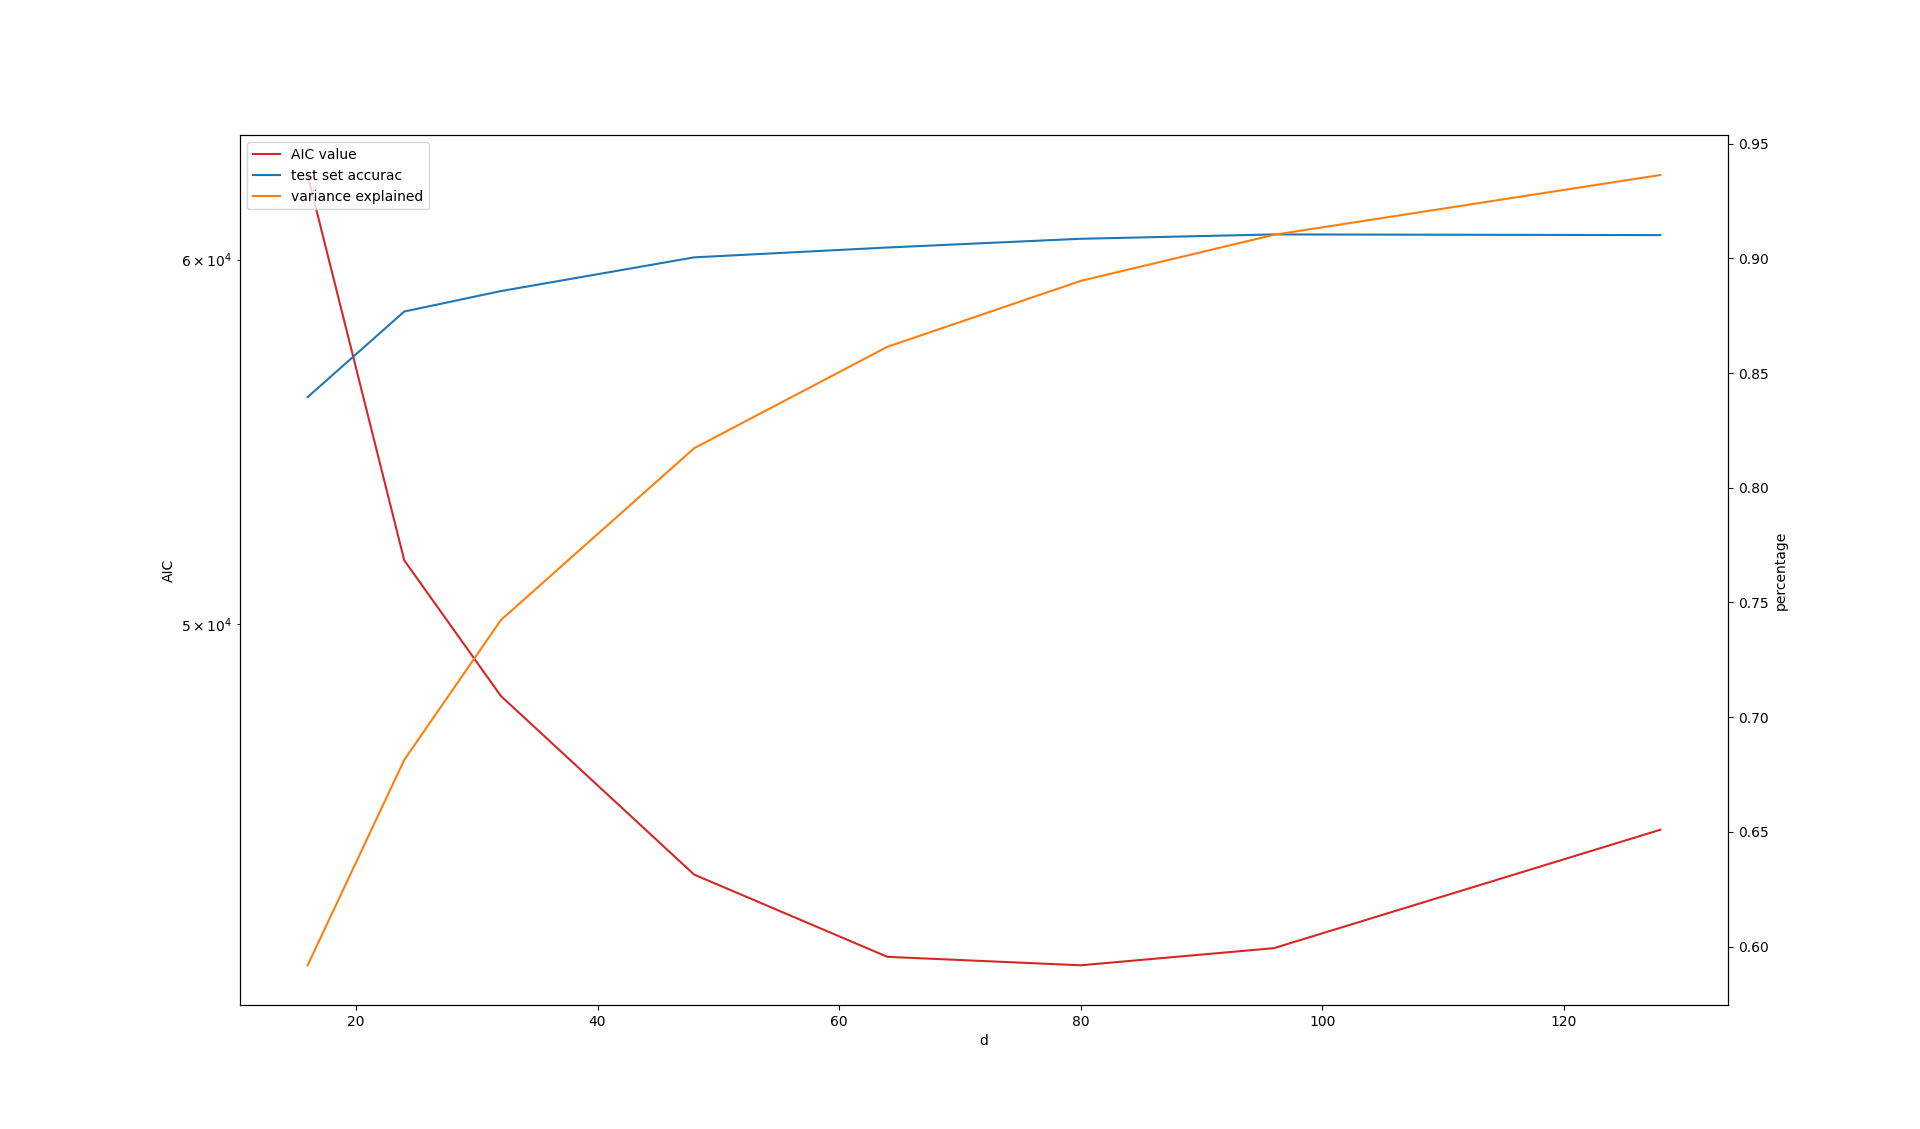 AIC value
test set accurac
variance explained
6 × 10⁴
5 × 10⁴
AIC
0.95
0.90
0.85
0.80
0.75
0.70
0.65
0.60
percentage
20 40 60 80 100 120
d